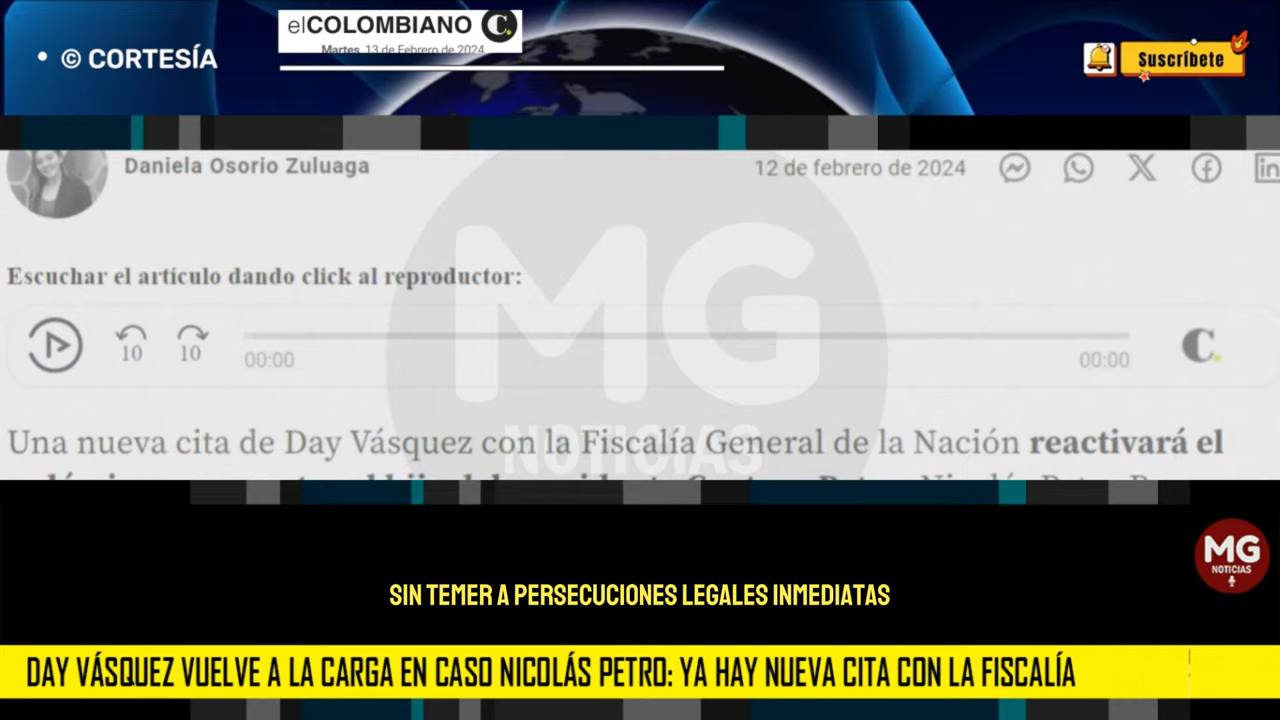 elCOLOMBIANO C.
Martes, 13 de Febrero de 2024
• © CORTESÍA
Suscríbete
Daniela Osorio Zuluaga
12 de febrero de 2024
Escuchar el artículo dando click al reproductor:
10 10
00:00 00:00
C.
MG
NOTICIAS
Una nueva cita de Day Vásquez con la Fiscalía General de la Nación reactivará el
MG
NOTICIAS
SIN TEMER A PERSECUCIONES LEGALES INMEDIATAS
DAY VÁSQUEZ VUELVE A LA CARGA EN CASO NICOLÁS PETRO: YA HAY NUEVA CITA CON LA FISCALÍA